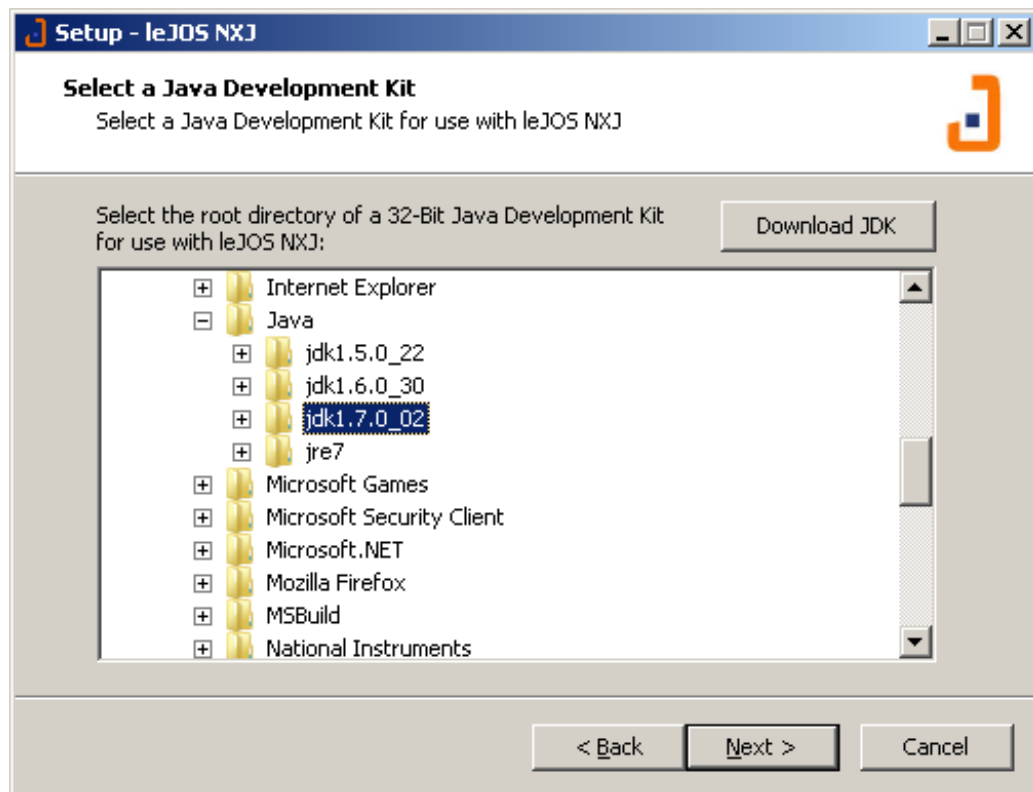 Setup - leJOS NXJ
Select a Java Development Kit
Select a Java Development Kit for use with leJOS NXJ
Select the root directory of a 32-Bit Java Development Kit
for use with leJOS NXJ:
Download JDK
Internet Explorer
Java
jdk1.5.0_22
jdk1.6.0_30
jdk1.7.0_02
jre7
Microsoft Games
Microsoft Security Client
Microsoft.NET
Mozilla Firefox
MSBuild
National Instruments
< Back
Next >
Cancel